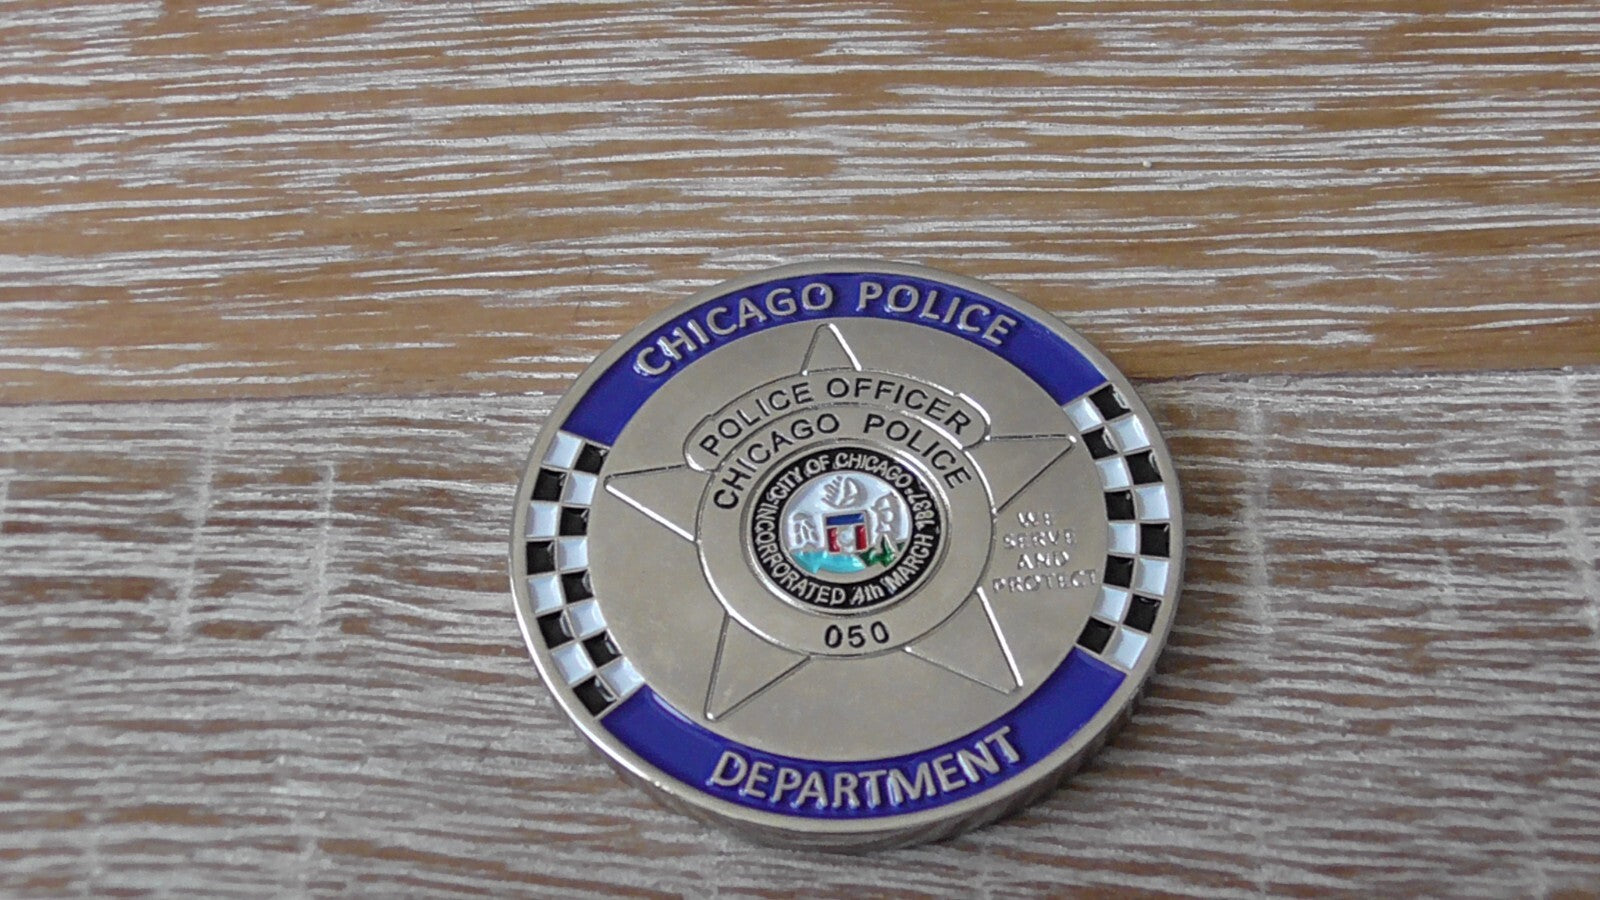 CHICAGO POLICE
POLICE OFFICER
CHICAGO POLICE
CITY OF CHICAGO
INCORPORATED 4th MARCH 1837
050
WE
SERVE
AND
PROTECT
DEPARTMENT